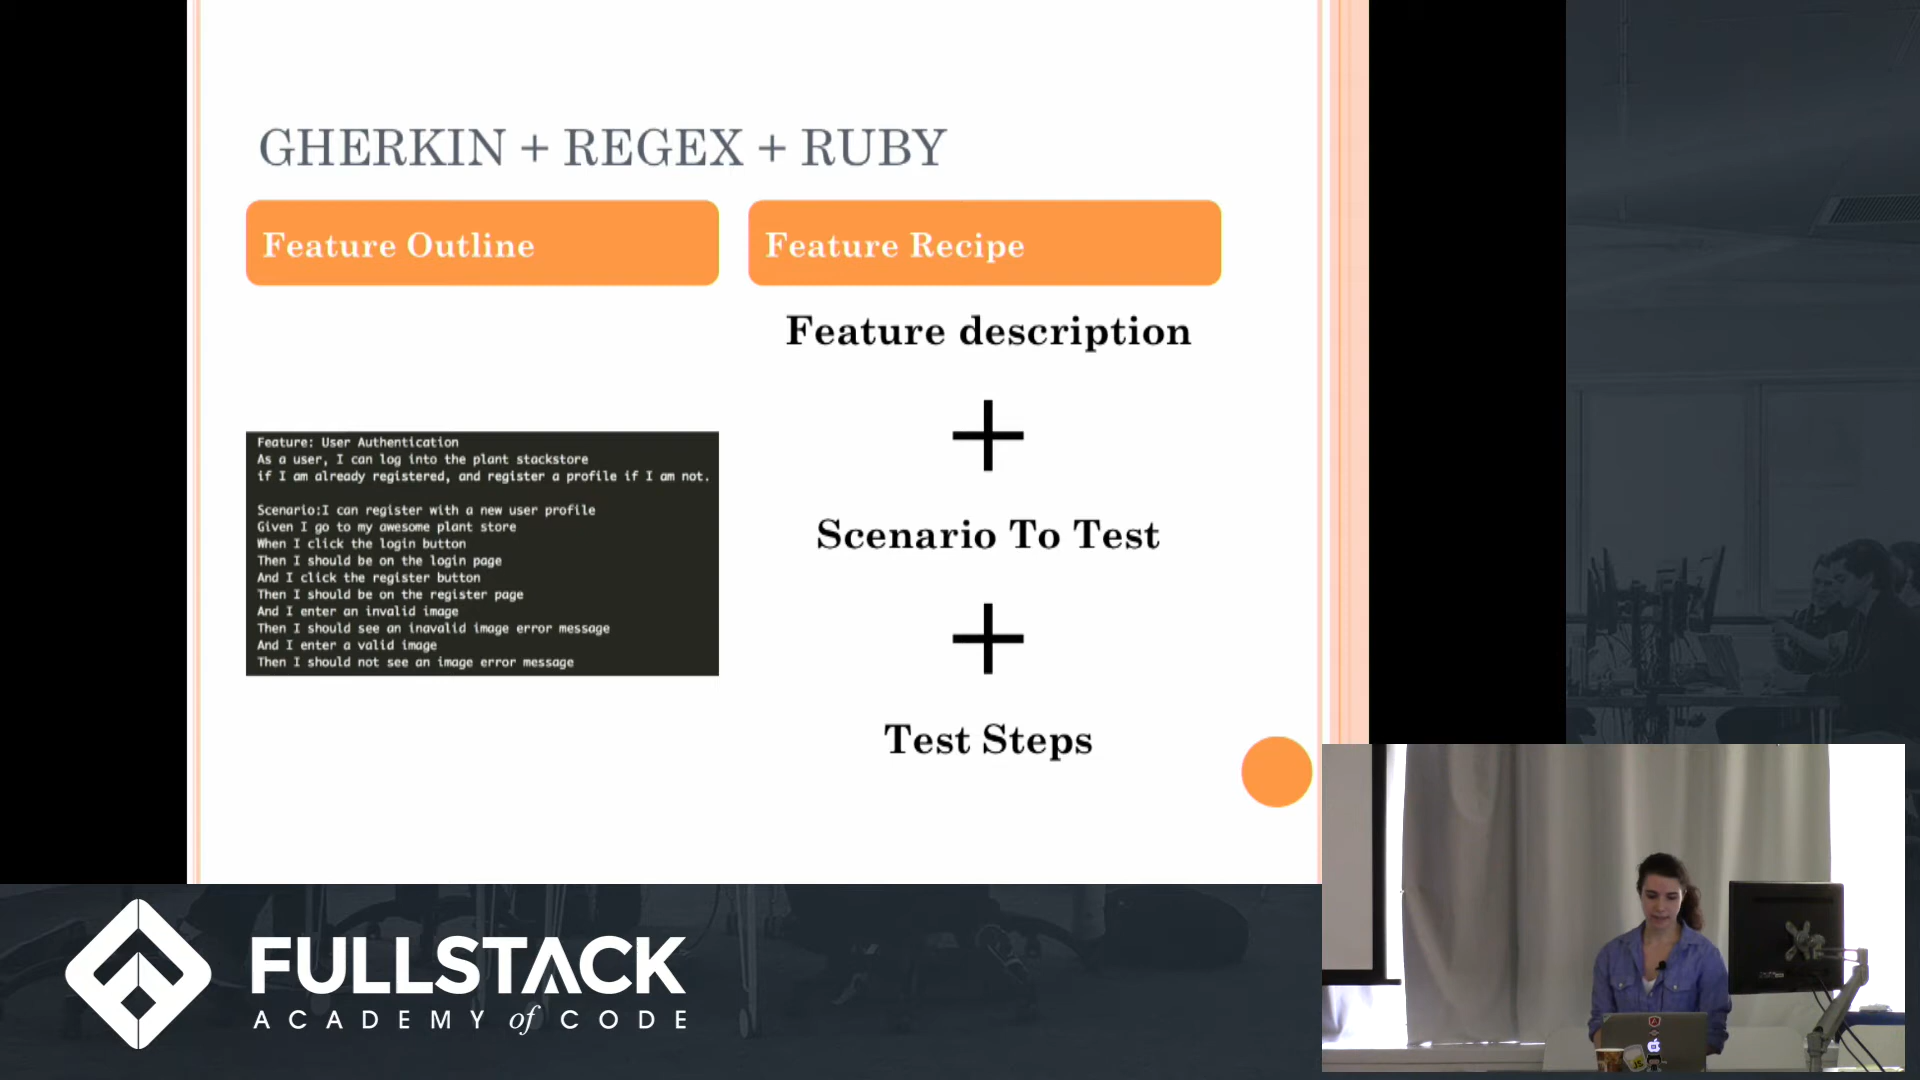 GHERKIN + REGEX + RUBY
Feature Outline
Feature Recipe
Feature: User Authentication
As a user, I can log into the plant stackstore
if I am already registered, and register a profile if I am not.
Scenario:I can register with a new user profile
Given I go to my awesome plant store
When I click the login button
Then I should be on the login page
And I click the register button
Then I should be on the register page
And I enter an invalid image
Then I should see an inavalid image error message
And I enter a valid image
Then I should not see an image error message
Feature description
+
Scenario To Test
+
Test Steps
FULLSTACK
ACADEMY of CODE